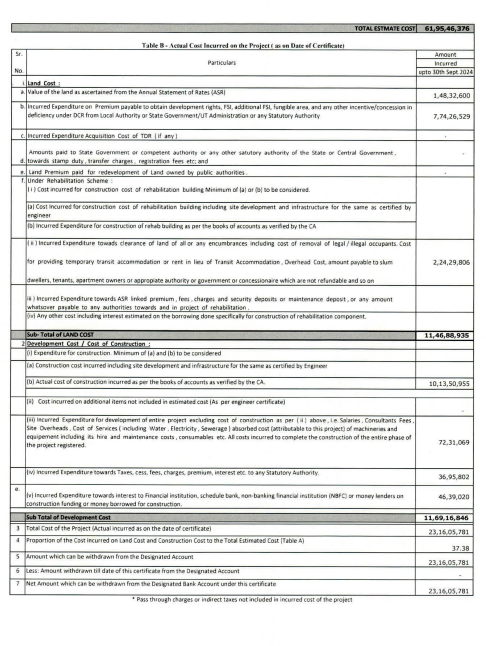 TOTAL ESTMATE COST 61,95,46,376
Table B - Actual Cost Incurred on the Project ( as on Date of Certificate)
Sr. No. Particulars Amount Incurred upto 30th Sept.2024
i Land Cost :
a. Value of the land as ascertained from the Annual Statement of Rates (ASR) 1,48,32,600
b. Incurred Expenditure on Premium payable to obtain development rights, FSI, additional FSI, fungible area, and any other incentive/concession in
deficiency under DCR from Local Authority or State Government/UT Administration or any Statutory Authority 7,74,26,529
c. Incurred Expenditure Acquisition Cost of TDR ( if any ) -
Amounts paid to State Government or competent authority or any other satutory authority of the State or Central Government , -
d. towards stamp duty , transfer charges , registration fees etc; and
e. Land Premium paid for redevelopment of Land owned by public authorities . -
f. Under Rehabilitation Scheme :
( i ) Cost incurred for construction cost of rehabilitation building Minimum of (a) or (b) to be considered.
(a) Cost Incurred for construction cost of rehabilitation building including site development and infrastructure for the same as certified by
engineer
(b) Incurred Expenditure for construction of rehab building as per the books of accounts as verified by the CA
( ii ) Incurred Expenditure towards clearance of land of all or any encumbrances including cost of removal of legal / illegal occupants. Cost
for providing temporary transit accommodation or rent in lieu of Transit Accommodation , Overhead Cost, amount payable to slum 2,24,29,806
dwellers, tenants, apartment owners or appropiate authority or government or concessionaire which are not refundable and so on
iii ) Incurred Expenditure towards ASR linked premium , fees , charges and security deposits or maintenance deposit , or any amount
whatsover payable to any authorities towards and in project of rehabilitation .
(iv) Any other cost including interest estimated on the borrowing done specifically for construction of rehabilitation component.
Sub- Total of LAND COST 11,46,88,935
2 Development Cost / Cost of Construction :
(i) Expenditure for construction. Minimum of (a) and (b) to be considered
(a) Construction cost incurred including site development and infrastructure for the same as certified by Engineer
(b) Actual cost of construction incurred as per the books of accounts as verified by the CA. 10,13,50,955
(ii) Cost incurred on additional items not included in estimated cost (As per engineer certificate) -
(iii) Incurred Expenditure for development of entire project excluding cost of construction as per ( ii ) above , i.e. Salaries , Consultants Fees ,
Site Overheads , Cost of Services ( including Water , Electricity , Sewerage ) absorbed cost (attributable to this project) of machineries and
equipment including its hire and maintenance costs , consumables etc. All costs incurred to complete the construction of the entire phase of 72,31,069
the project registered.
(iv) Incurred Expenditure towards Taxes, cess, fees, charges, premium, interest etc. to any Statutory Authority. 36,95,802
e.
(v) Incurred Expenditure towards interest to Financial institution, schedule bank, non-banking financial institution (NBFC) or money lenders on 46,39,020
construction funding or money borrowed for construction.
Sub Total of Development Cost 11,69,16,846
3 Total Cost of the Project (Actual incurred as on the date of certificate) 23,16,05,781
4 Proportion of the Cost incurred on Land Cost and Construction Cost to the Total Estimated Cost (Table A) 37.38
5 Amount which can be withdrawn from the Designated Account 23,16,05,781
6 Less: Amount withdrawn till date of this certificate from the Designated Account -
7 Net Amount which can be withdrawn from the Designated Bank Account under this certificate 23,16,05,781
* Pass through charges or indirect taxes not included in incurred cost of the project